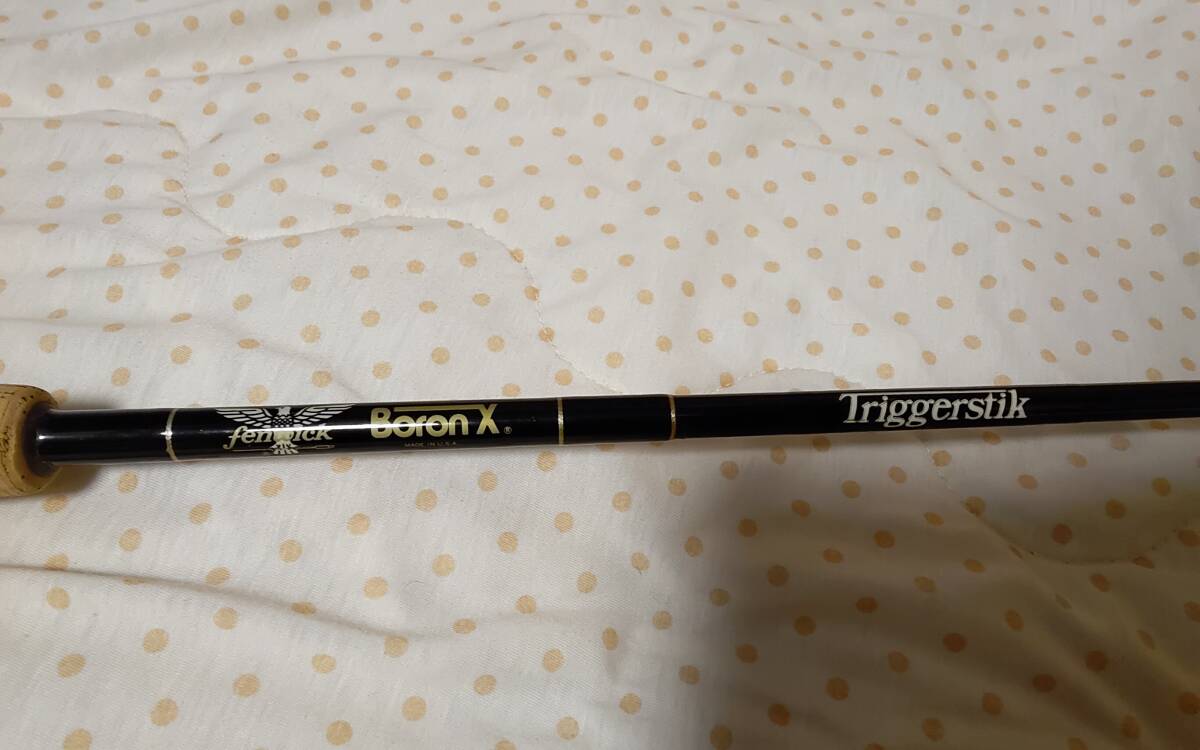 fenwick
Boron X®
MADE IN U.S.A.
Triggerstik